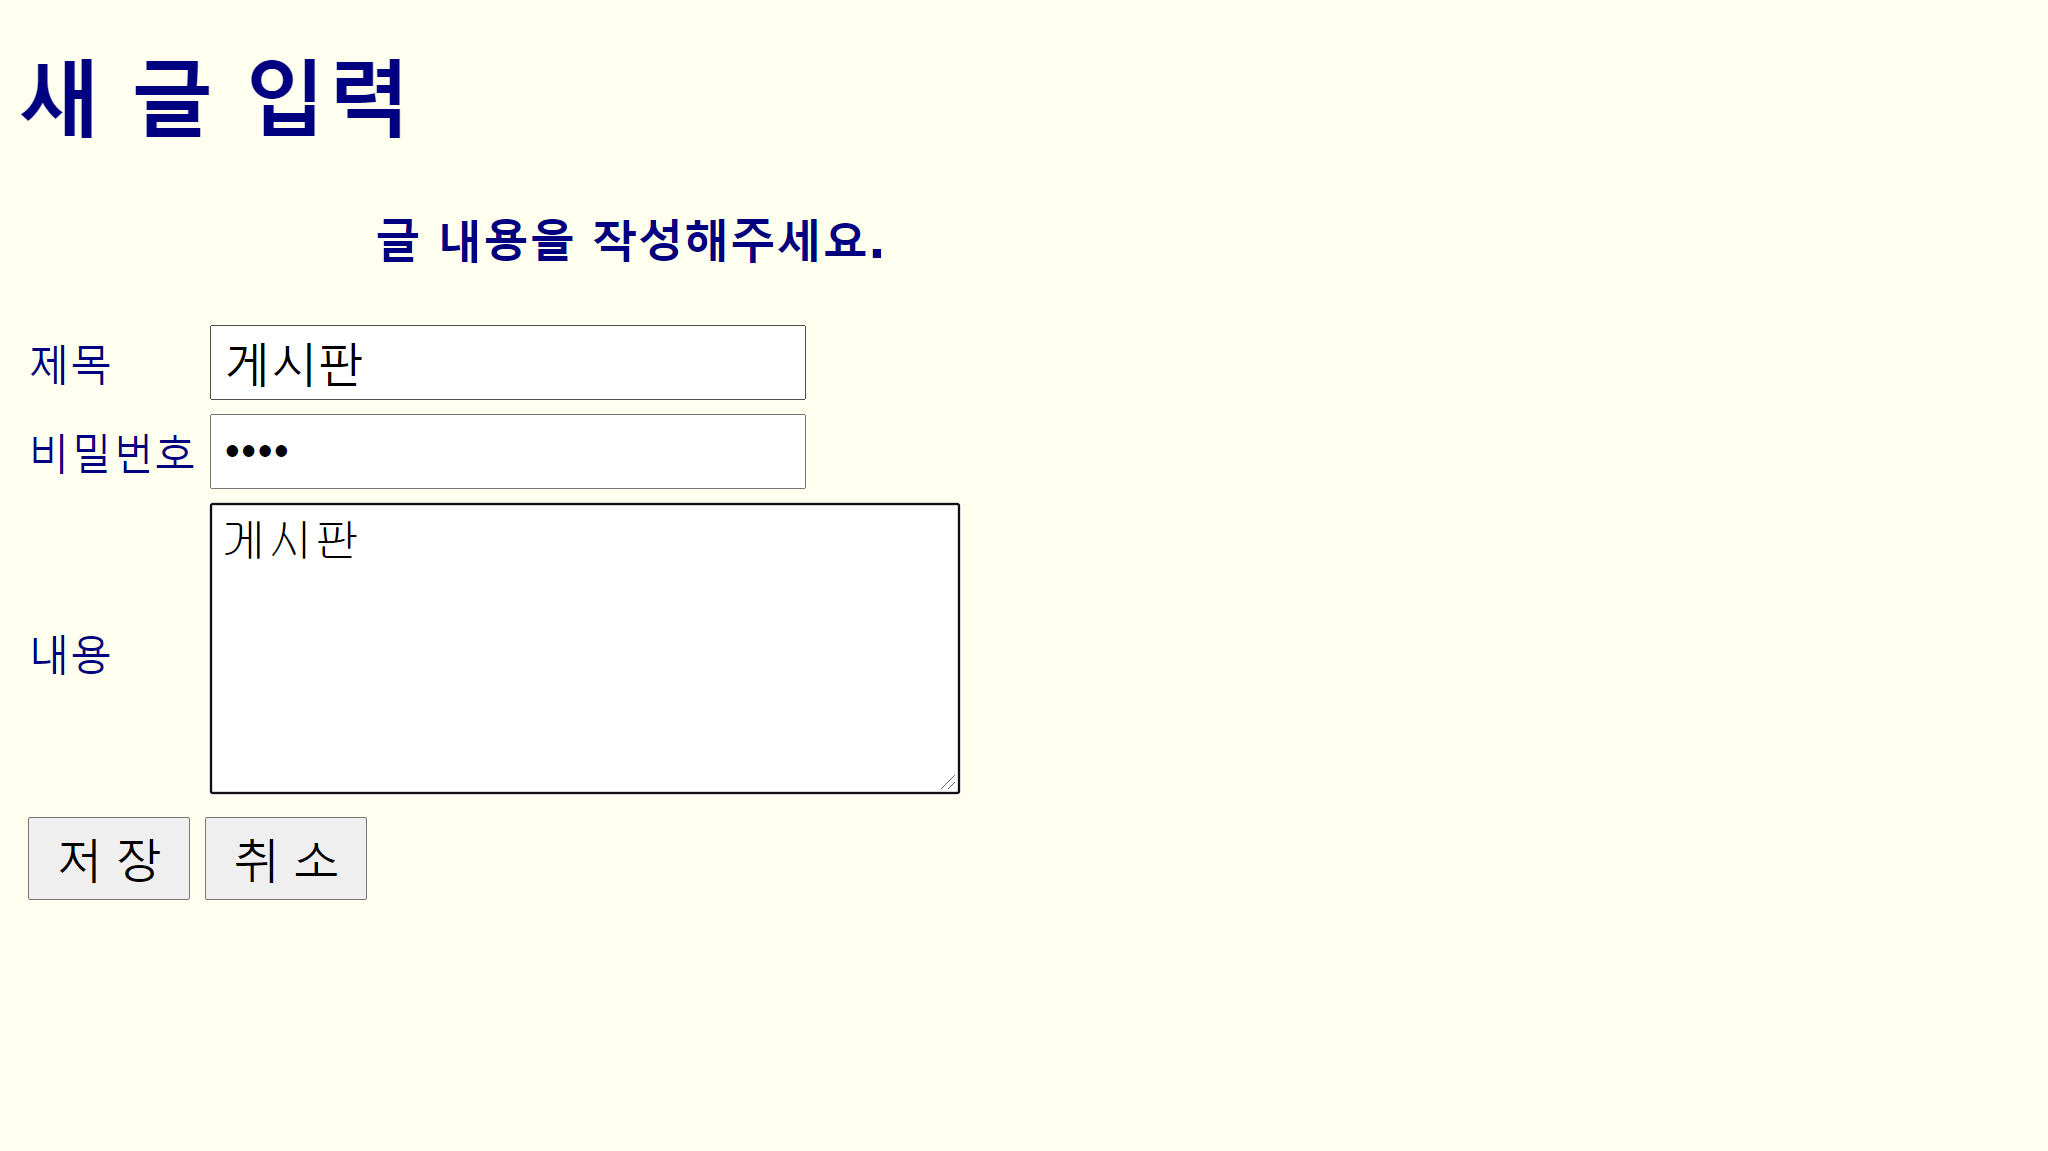 새 글 입력
글 내용을 작성해주세요.
제목 게시판
비밀번호 ••••
게시판
내용
저 장 취 소